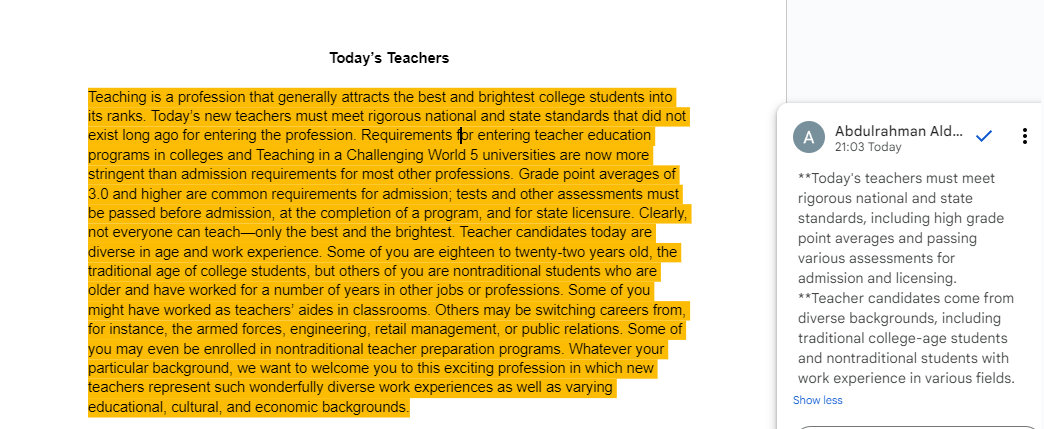 Today's Teachers
Teaching is a profession that generally attracts the best and brightest college students into
its ranks. Today's new teachers must meet rigorous national and state standards that did not
exist long ago for entering the profession. Requirements for entering teacher education
programs in colleges and Teaching in a Challenging World 5 universities are now more
stringent than admission requirements for most other professions. Grade point averages of
3.0 and higher are common requirements for admission; tests and other assessments must
be passed before admission, at the completion of a program, and for state licensure. Clearly,
not everyone can teach—only the best and the brightest. Teacher candidates today are
diverse in age and work experience. Some of you are eighteen to twenty-two years old, the
traditional age of college students, but others of you are nontraditional students who are
older and have worked for a number of years in other jobs or professions. Some of you
might have worked as teachers' aides in classrooms. Others may be switching careers from,
for instance, the armed forces, engineering, retail management, or public relations. Some of
you may even be enrolled in nontraditional teacher preparation programs. Whatever your
particular background, we want to welcome you to this exciting profession in which new
teachers represent such wonderfully diverse work experiences as well as varying
educational, cultural, and economic backgrounds.
A
Abdulrahman Ald...
21:03 Today
**Today's teachers must meet
rigorous national and state
standards, including high grade
point averages and passing
various assessments for
admission and licensing.
**Teacher candidates come from
diverse backgrounds, including
traditional college-age students
and nontraditional students with
work experience in various fields.
Show less